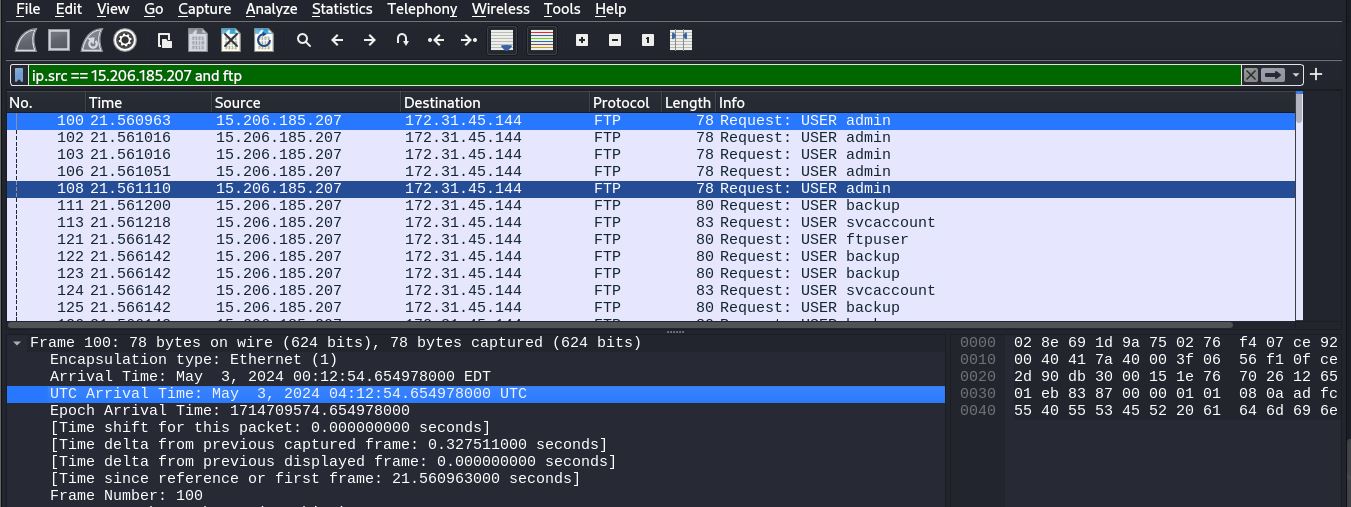 File Edit View Go Capture Analyze Statistics Telephony Wireless Tools Help
ip.src == 15.206.185.207 and ftp
No. Time Source Destination Protocol Length Info
100 21.560963 15.206.185.207 172.31.45.144 FTP 78 Request: USER admin
102 21.561016 15.206.185.207 172.31.45.144 FTP 78 Request: USER admin
103 21.561016 15.206.185.207 172.31.45.144 FTP 78 Request: USER admin
106 21.561051 15.206.185.207 172.31.45.144 FTP 78 Request: USER admin
108 21.561110 15.206.185.207 172.31.45.144 FTP 78 Request: USER admin
111 21.561200 15.206.185.207 172.31.45.144 FTP 80 Request: USER backup
113 21.561218 15.206.185.207 172.31.45.144 FTP 83 Request: USER svcaccount
121 21.566142 15.206.185.207 172.31.45.144 FTP 80 Request: USER ftpuser
122 21.566142 15.206.185.207 172.31.45.144 FTP 80 Request: USER backup
123 21.566142 15.206.185.207 172.31.45.144 FTP 80 Request: USER backup
124 21.566142 15.206.185.207 172.31.45.144 FTP 83 Request: USER svcaccount
125 21.566142 15.206.185.207 172.31.45.144 FTP 80 Request: USER backup
Frame 100: 78 bytes on wire (624 bits), 78 bytes captured (624 bits)
Encapsulation type: Ethernet (1)
Arrival Time: May  3, 2024 00:12:54.654978000 EDT
UTC Arrival Time: May  3, 2024 04:12:54.654978000 UTC
Epoch Arrival Time: 1714709574.654978000
[Time shift for this packet: 0.000000000 seconds]
[Time delta from previous captured frame: 0.327511000 seconds]
[Time delta from previous displayed frame: 0.000000000 seconds]
[Time since reference or first frame: 21.560963000 seconds]
Frame Number: 100
0000 02 8e 69 1d 9a 75 02 76 f4 07 ce 92
0010 00 40 41 7a 40 00 3f 06 56 f1 0f ce
0020 2d 90 db 30 00 15 1e 76 70 26 12 65
0030 01 eb 83 87 00 00 01 01 08 0a ad fc
0040 55 40 55 53 45 52 20 61 64 6d 69 6e